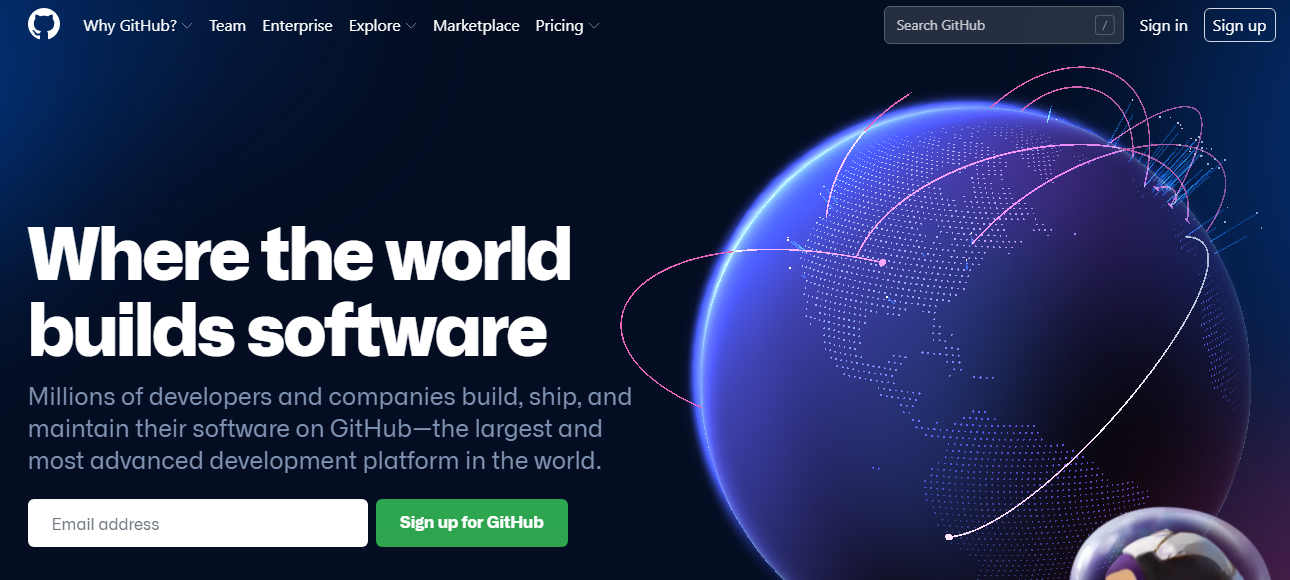 Why GitHub? Team Enterprise Explore Marketplace Pricing Search GitHub / Sign in Sign up
Where the world
builds software
Millions of developers and companies build, ship, and
maintain their software on GitHub—the largest and
most advanced development platform in the world.
Email address Sign up for GitHub